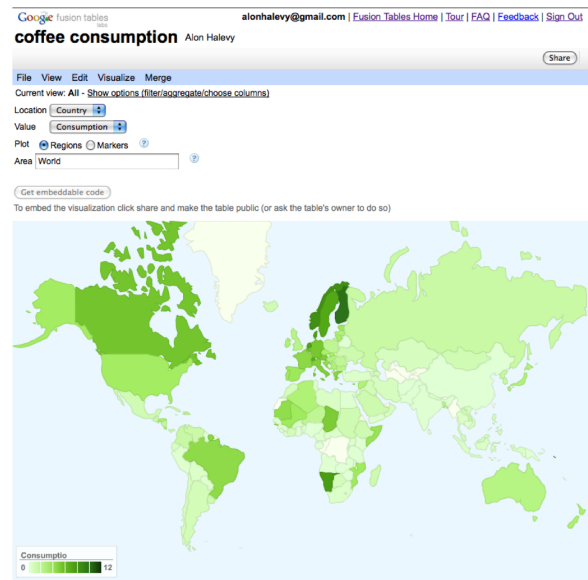 Google fusion tables
labs
alonhalevy@gmail.com | Fusion Tables Home | Tour | FAQ | Feedback | Sign Out
coffee consumption Alon Halevy
Share
File View Edit Visualize Merge
Current view: All - Show options (filter/aggregate/choose columns)
Location Country
Value Consumption
Plot Regions Markers ?
Area World ?
Get embeddable code
To embed the visualization click share and make the table public (or ask the table's owner to do so)
Consumptio
0 12